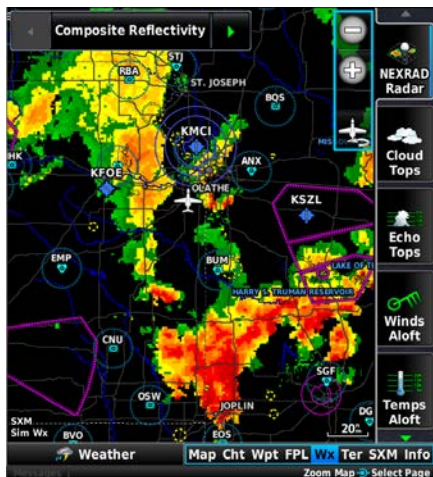 Composite Reflectivity
NEXRAD
Radar
STJ
RBA
ST. JOSEPH
BQS
KMCI
HK
ANX
KFOE
OLATHE
KSZL
Cloud
Tops
Echo
Tops
EMP
BUM
LAKE OF T
HARRY S. TRUMAN RESERVOIR
Winds
Aloft
CNU
SGF
OSW
JOPLIN
DG
SXM
Sim Wx
BVO
EOS
20
Temps
Aloft
Weather
Map Cht Wpt FPL Wx Ter SXM Info
Messages
Zoom Map
Select Page